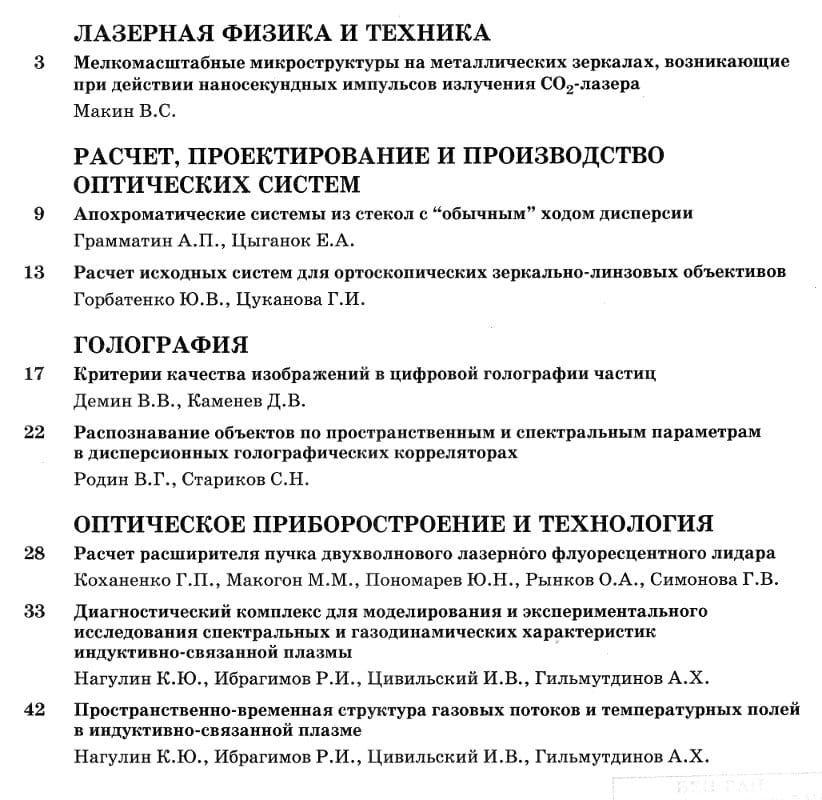 ЛАЗЕРНАЯ ФИЗИКА И ТЕХНИКА
3 Мелкомасштабные микроструктуры на металлических зеркалах, возникающие
при действии наносекундных импульсов излучения CO2-лазера
Макин В.С.
РАСЧЕТ, ПРОЕКТИРОВАНИЕ И ПРОИЗВОДСТВО
ОПТИЧЕСКИХ СИСТЕМ
9 Апохроматические системы из стекол с “обычным” ходом дисперсии
Грамматин А.П., Цыганок Е.А.
13 Расчет исходных систем для ортоскопических зеркально-линзовых объективов
Горбатенко Ю.В., Цуканова Г.И.
ГОЛОГРАФИЯ
17 Критерии качества изображений в цифровой голографии частиц
Демин В.В., Каменев Д.В.
22 Распознавание объектов по пространственным и спектральным параметрам
в дисперсионных голографических корреляторах
Родин В.Г., Стариков С.Н.
ОПТИЧЕСКОЕ ПРИБОРОСТРОЕНИЕ И ТЕХНОЛОГИЯ
28 Расчет расширителя пучка двухволнового лазерного флуоресцентного лидара
Коханенко Г.П., Макогон М.М., Пономарев Ю.Н., Рынков О.А., Симонова Г.В.
33 Диагностический комплекс для моделирования и экспериментального
исследования спектральных и газодинамических характеристик
индуктивно-связанной плазмы
Нагулин К.Ю., Ибрагимов Р.И., Цивильский И.В., Гильмутдинов А.Х.
42 Пространственно-временная структура газовых потоков и температурных полей
в индуктивно-связанной плазме
Нагулин К.Ю., Ибрагимов Р.И., Цивильский И.В., Гильмутдинов А.Х.